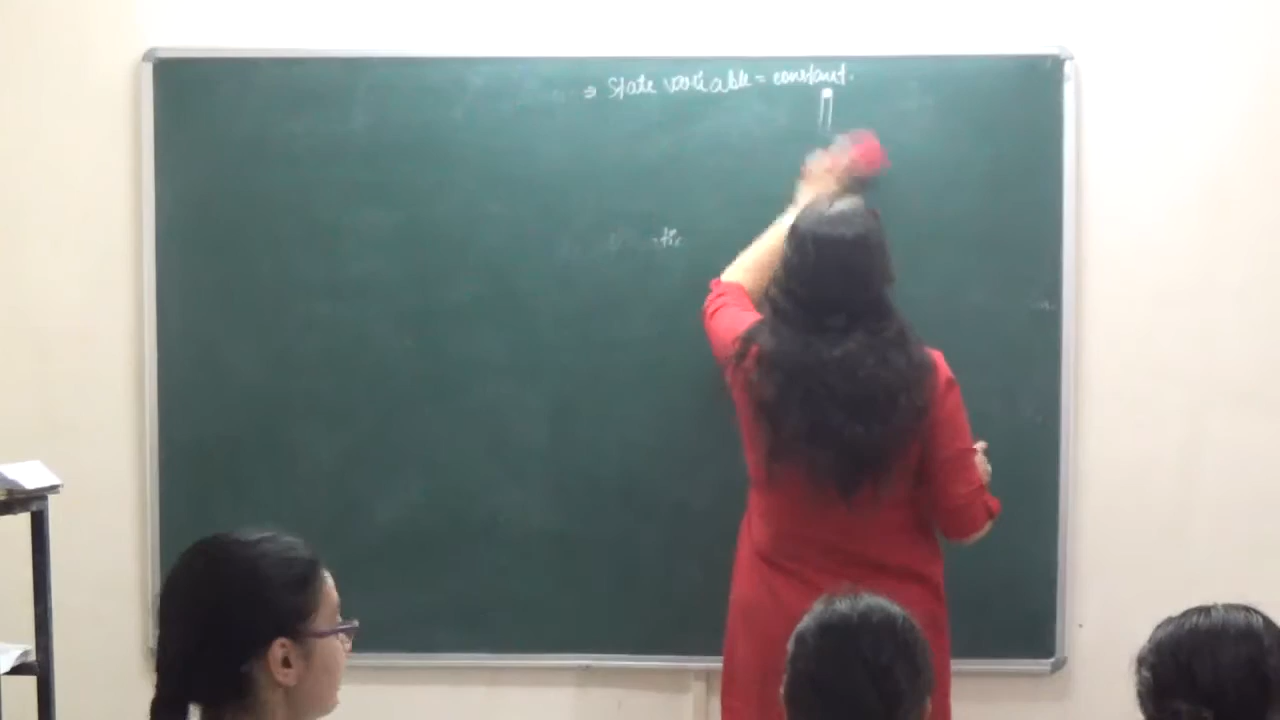 ⇒ State variable = constant.